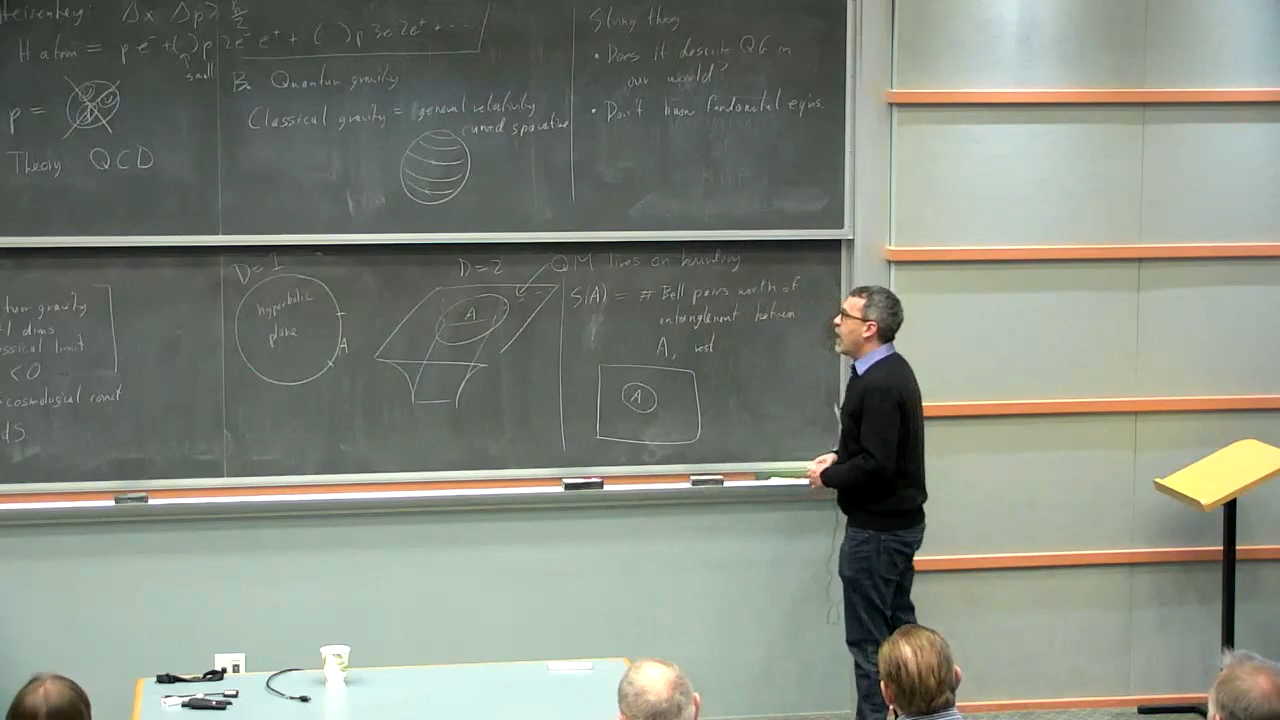 Heisenberg: Δx Δp ≥ ħ/2
H atom = p e⁻ + ( ) p 2e⁻ e⁺ + ( ) p 3e 2e⁺ + ···
small
p =
Theory QCD
Quantum gravity
Classical gravity = general relativity
curved spacetime
String theory
• Does it describe QG in
our world?
• Don't know fundamental eqns.
gravity
dims
limit
< 0
cosmological const
dS
D=1
hyperbolic
plane
A
D=2
A
QM lives on boundary
S(A) = # Bell pairs worth of
entanglement between
A, rest
A